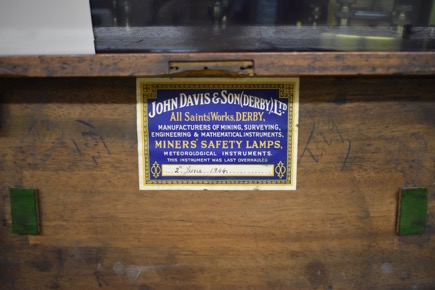 JOHN DAVIS & SON (DERBY) LTD
All Saints Works, DERBY,
MANUFACTURERS OF MINING, SURVEYING,
ENGINEERING & MATHEMATICAL INSTRUMENTS,
MINERS' SAFETY LAMPS,
METEOROLOGICAL INSTRUMENTS.
THIS INSTRUMENT WAS LAST OVERHAULED
June